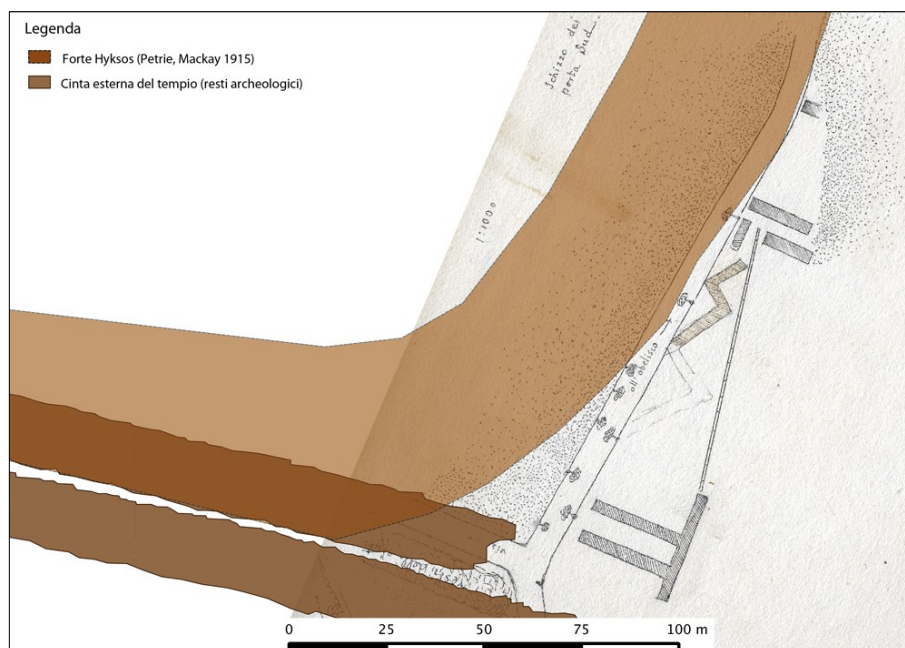 Legenda
Forte Hyksos (Petrie, Mackay 1915)
Cinta esterna del tempio (resti archeologici)
Schizzo dei
porta Sud
1:1000
all'obelisco
0 25 50 75 100 m